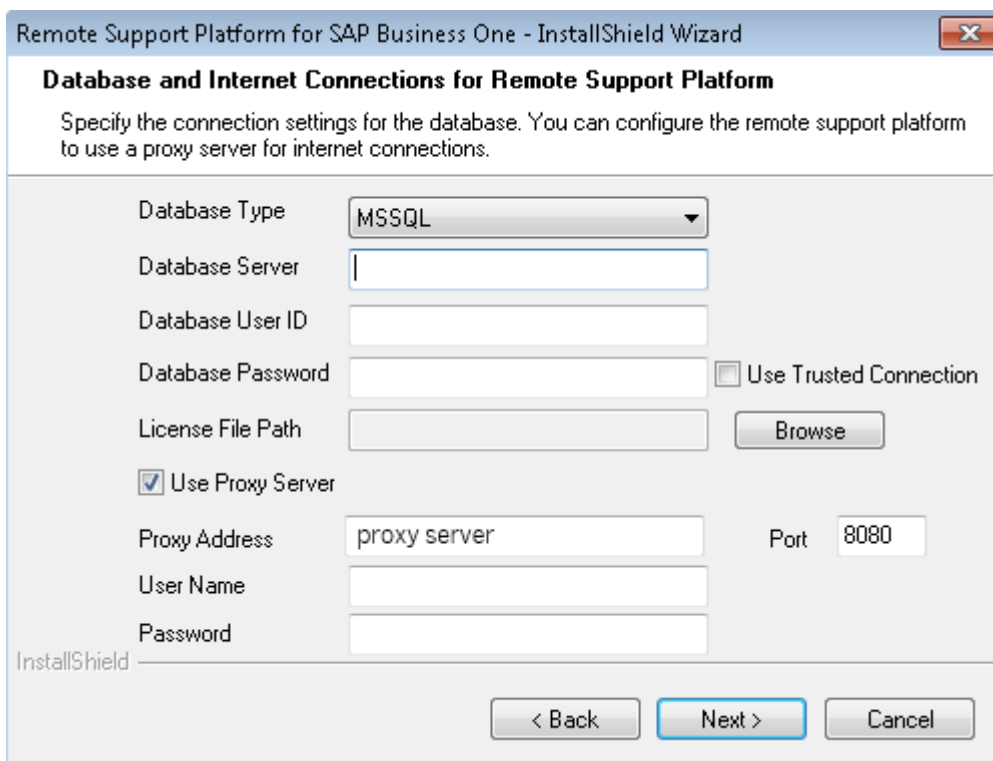 Remote Support Platform for SAP Business One - InstallShield Wizard
Database and Internet Connections for Remote Support Platform
Specify the connection settings for the database. You can configure the remote support platform
to use a proxy server for internet connections.
Database Type MSSQL
Database Server
Database User ID
Database Password Use Trusted Connection
License File Path Browse
Use Proxy Server
Proxy Address proxy server Port 8080
User Name
Password
InstallShield
< Back Next > Cancel